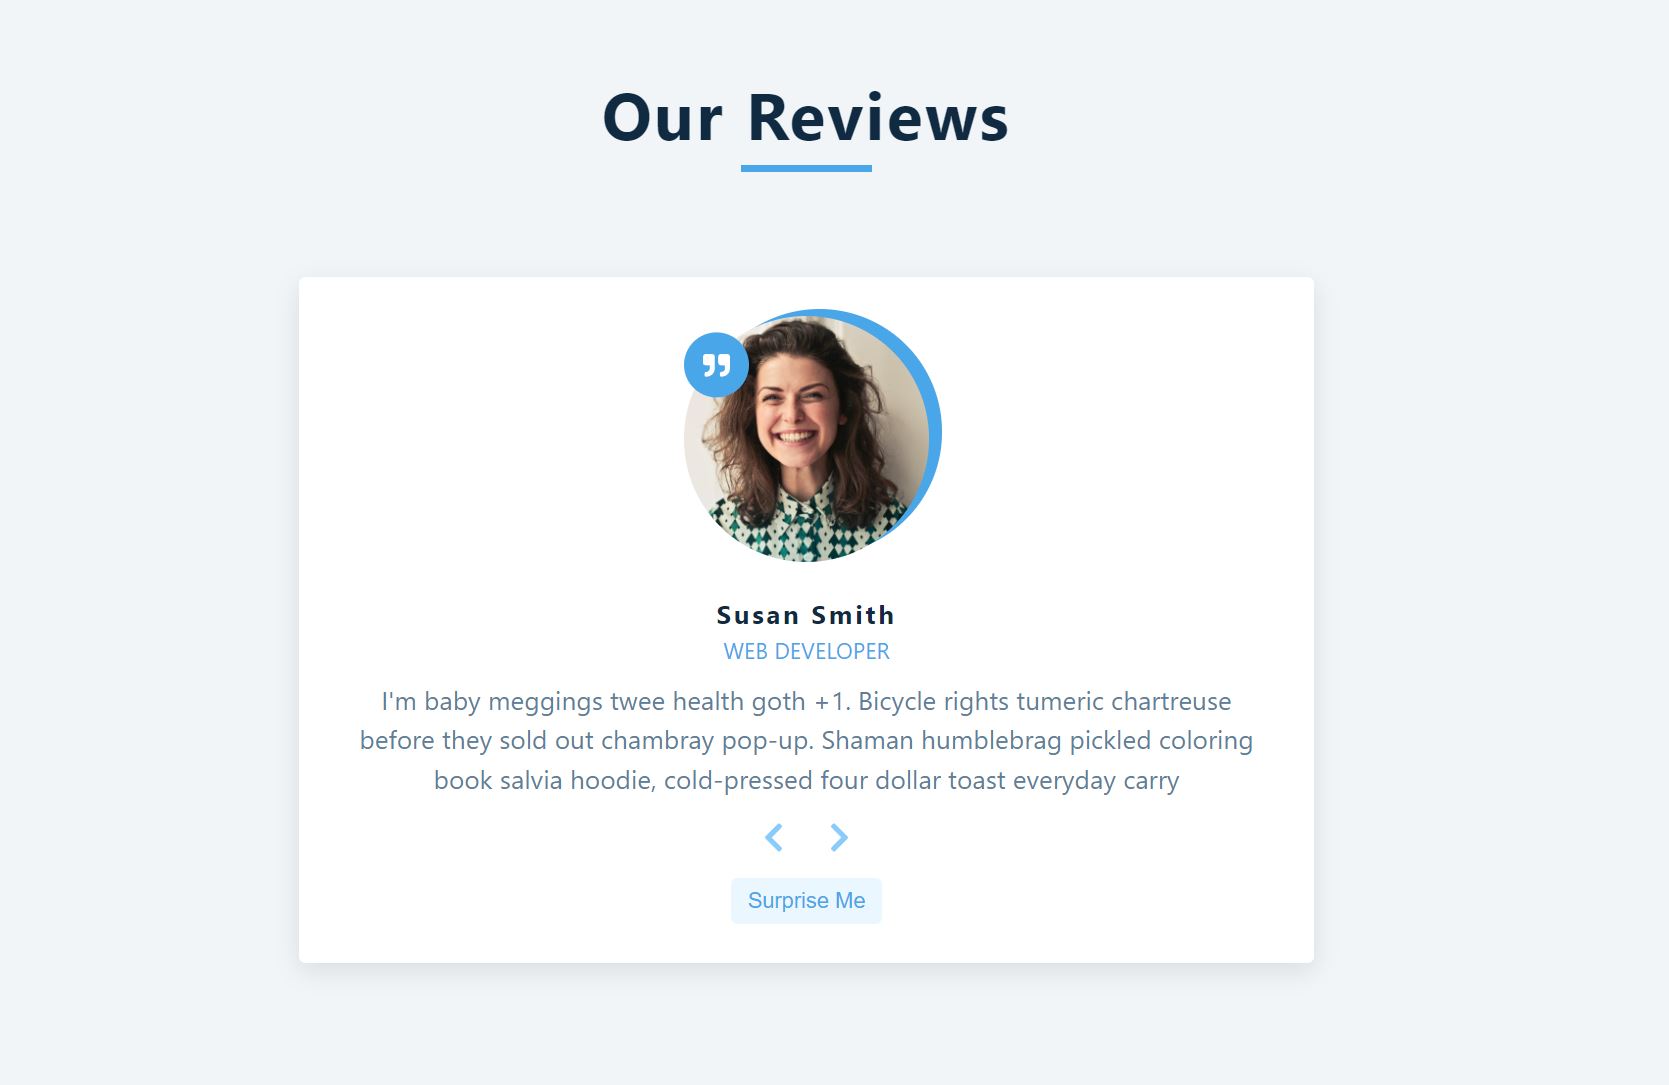 Our Reviews
Susan Smith
WEB DEVELOPER
I'm baby meggings twee health goth +1. Bicycle rights tumeric chartreuse
before they sold out chambray pop-up. Shaman humblebrag pickled coloring
book salvia hoodie, cold-pressed four dollar toast everyday carry
Surprise Me